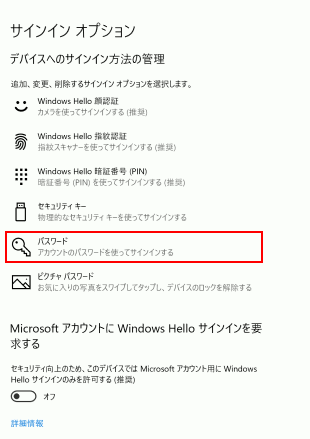 サインイン オプション
デバイスへのサインイン方法の管理
追加、変更、削除するサインイン オプションを選択します。
Windows Hello 顔認証
カメラを使ってサインインする (推奨)
Windows Hello 指紋認証
指紋スキャナーを使ってサインインする (推奨)
Windows Hello 暗証番号 (PIN)
暗証番号 (PIN) を使ってサインインする (推奨)
セキュリティ キー
物理的なセキュリティ キーを使ってサインインする
パスワード
アカウントのパスワードを使ってサインインする
ピクチャ パスワード
お気に入りの写真をスワイプしてタップし、デバイスのロックを解除する
Microsoft アカウントに Windows Hello サインインを要
求する
セキュリティ向上のため、このデバイスでは Microsoft アカウント用に Windows
Hello サインインのみを許可する (推奨)
オフ
詳細情報